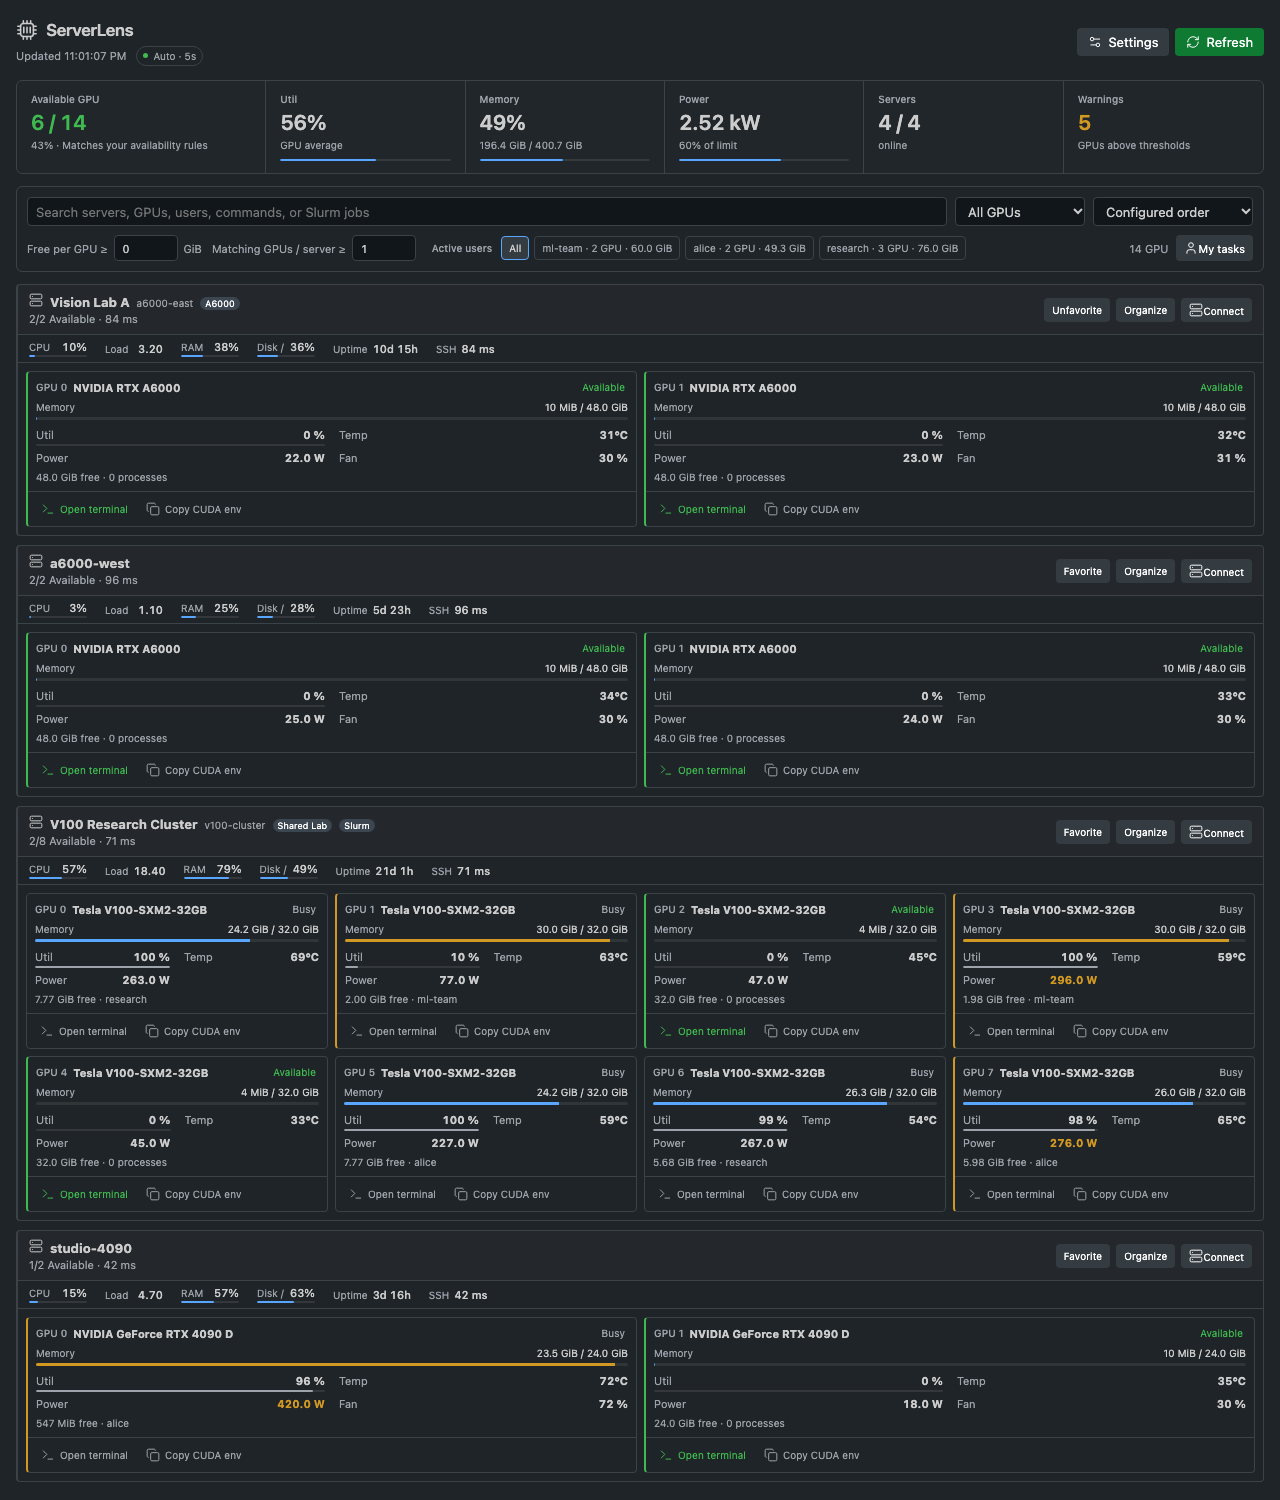 ServerLens
Updated 11:01:07 PM Auto · 5s
Settings Refresh
Available GPU
6 / 14
43% · Matches your availability rules
Util
56%
GPU average
Memory
49%
196.4 GiB / 400.7 GiB
Power
2.52 kW
60% of limit
Servers
4 / 4
online
Warnings
5
GPUs above thresholds
Search servers, GPUs, users, commands, or Slurm jobs All GPUs Configured order
Free per GPU ≥ 0 GiB Matching GPUs / server ≥ 1 Active users All ml-team · 2 GPU · 60.0 GiB alice · 2 GPU · 49.3 GiB research · 3 GPU · 76.0 GiB 14 GPU My tasks
Vision Lab A a6000-east A6000
2/2 Available · 84 ms
Unfavorite Organize Connect
CPU 10% Load 3.20 RAM 38% Disk / 36% Uptime 10d 15h SSH 84 ms
GPU 0 NVIDIA RTX A6000 Available
Memory 10 MiB / 48.0 GiB
Util 0 % Temp 31°C
Power 22.0 W Fan 30 %
48.0 GiB free · 0 processes
Open terminal Copy CUDA env
GPU 1 NVIDIA RTX A6000 Available
Memory 10 MiB / 48.0 GiB
Util 0 % Temp 32°C
Power 23.0 W Fan 31 %
48.0 GiB free · 0 processes
Open terminal Copy CUDA env
a6000-west
2/2 Available · 96 ms
Favorite Organize Connect
CPU 3% Load 1.10 RAM 25% Disk / 28% Uptime 5d 23h SSH 96 ms
GPU 0 NVIDIA RTX A6000 Available
Memory 10 MiB / 48.0 GiB
Util 0 % Temp 34°C
Power 25.0 W Fan 30 %
48.0 GiB free · 0 processes
Open terminal Copy CUDA env
GPU 1 NVIDIA RTX A6000 Available
Memory 10 MiB / 48.0 GiB
Util 0 % Temp 33°C
Power 24.0 W Fan 30 %
48.0 GiB free · 0 processes
Open terminal Copy CUDA env
V100 Research Cluster v100-cluster Shared Lab Slurm
2/8 Available · 71 ms
Favorite Organize Connect
CPU 57% Load 18.40 RAM 79% Disk / 49% Uptime 21d 1h SSH 71 ms
GPU 0 Tesla V100-SXM2-32GB Busy
Memory 24.2 GiB / 32.0 GiB
Util 100 % Temp 69°C
Power 263.0 W
7.77 GiB free · research
Open terminal Copy CUDA env
GPU 1 Tesla V100-SXM2-32GB Busy
Memory 30.0 GiB / 32.0 GiB
Util 10 % Temp 63°C
Power 77.0 W
2.00 GiB free · ml-team
Open terminal Copy CUDA env
GPU 2 Tesla V100-SXM2-32GB Available
Memory 4 MiB / 32.0 GiB
Util 0 % Temp 45°C
Power 47.0 W
32.0 GiB free · 0 processes
Open terminal Copy CUDA env
GPU 3 Tesla V100-SXM2-32GB Busy
Memory 30.0 GiB / 32.0 GiB
Util 100 % Temp 59°C
Power 296.0 W
1.98 GiB free · ml-team
Open terminal Copy CUDA env
GPU 4 Tesla V100-SXM2-32GB Available
Memory 4 MiB / 32.0 GiB
Util 0 % Temp 33°C
Power 45.0 W
32.0 GiB free · 0 processes
Open terminal Copy CUDA env
GPU 5 Tesla V100-SXM2-32GB Busy
Memory 24.2 GiB / 32.0 GiB
Util 100 % Temp 59°C
Power 227.0 W
7.77 GiB free · alice
Open terminal Copy CUDA env
GPU 6 Tesla V100-SXM2-32GB Busy
Memory 26.3 GiB / 32.0 GiB
Util 99 % Temp 54°C
Power 267.0 W
5.68 GiB free · research
Open terminal Copy CUDA env
GPU 7 Tesla V100-SXM2-32GB Busy
Memory 26.0 GiB / 32.0 GiB
Util 98 % Temp 65°C
Power 276.0 W
5.98 GiB free · alice
Open terminal Copy CUDA env
studio-4090
1/2 Available · 42 ms
Favorite Organize Connect
CPU 15% Load 4.70 RAM 57% Disk / 63% Uptime 3d 16h SSH 42 ms
GPU 0 NVIDIA GeForce RTX 4090 D Busy
Memory 23.5 GiB / 24.0 GiB
Util 96 % Temp 72°C
Power 420.0 W Fan 72 %
547 MiB free · alice
Open terminal Copy CUDA env
GPU 1 NVIDIA GeForce RTX 4090 D Available
Memory 10 MiB / 24.0 GiB
Util 0 % Temp 35°C
Power 18.0 W Fan 30 %
24.0 GiB free · 0 processes
Open terminal Copy CUDA env